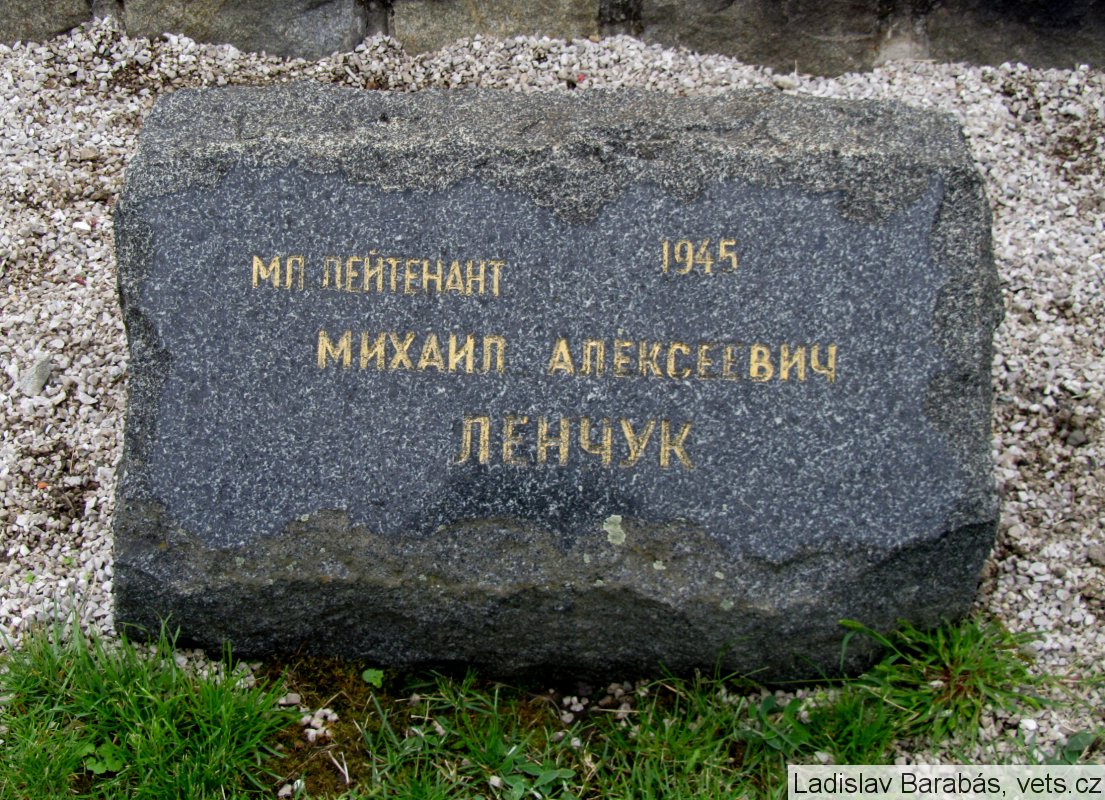 МЛ ЛЕЙТЕНАНТ 1945
МИХАИЛ АЛЕКСЕЕВИЧ
ЛЕНЧУК
Ladislav Barabás, vets.cz